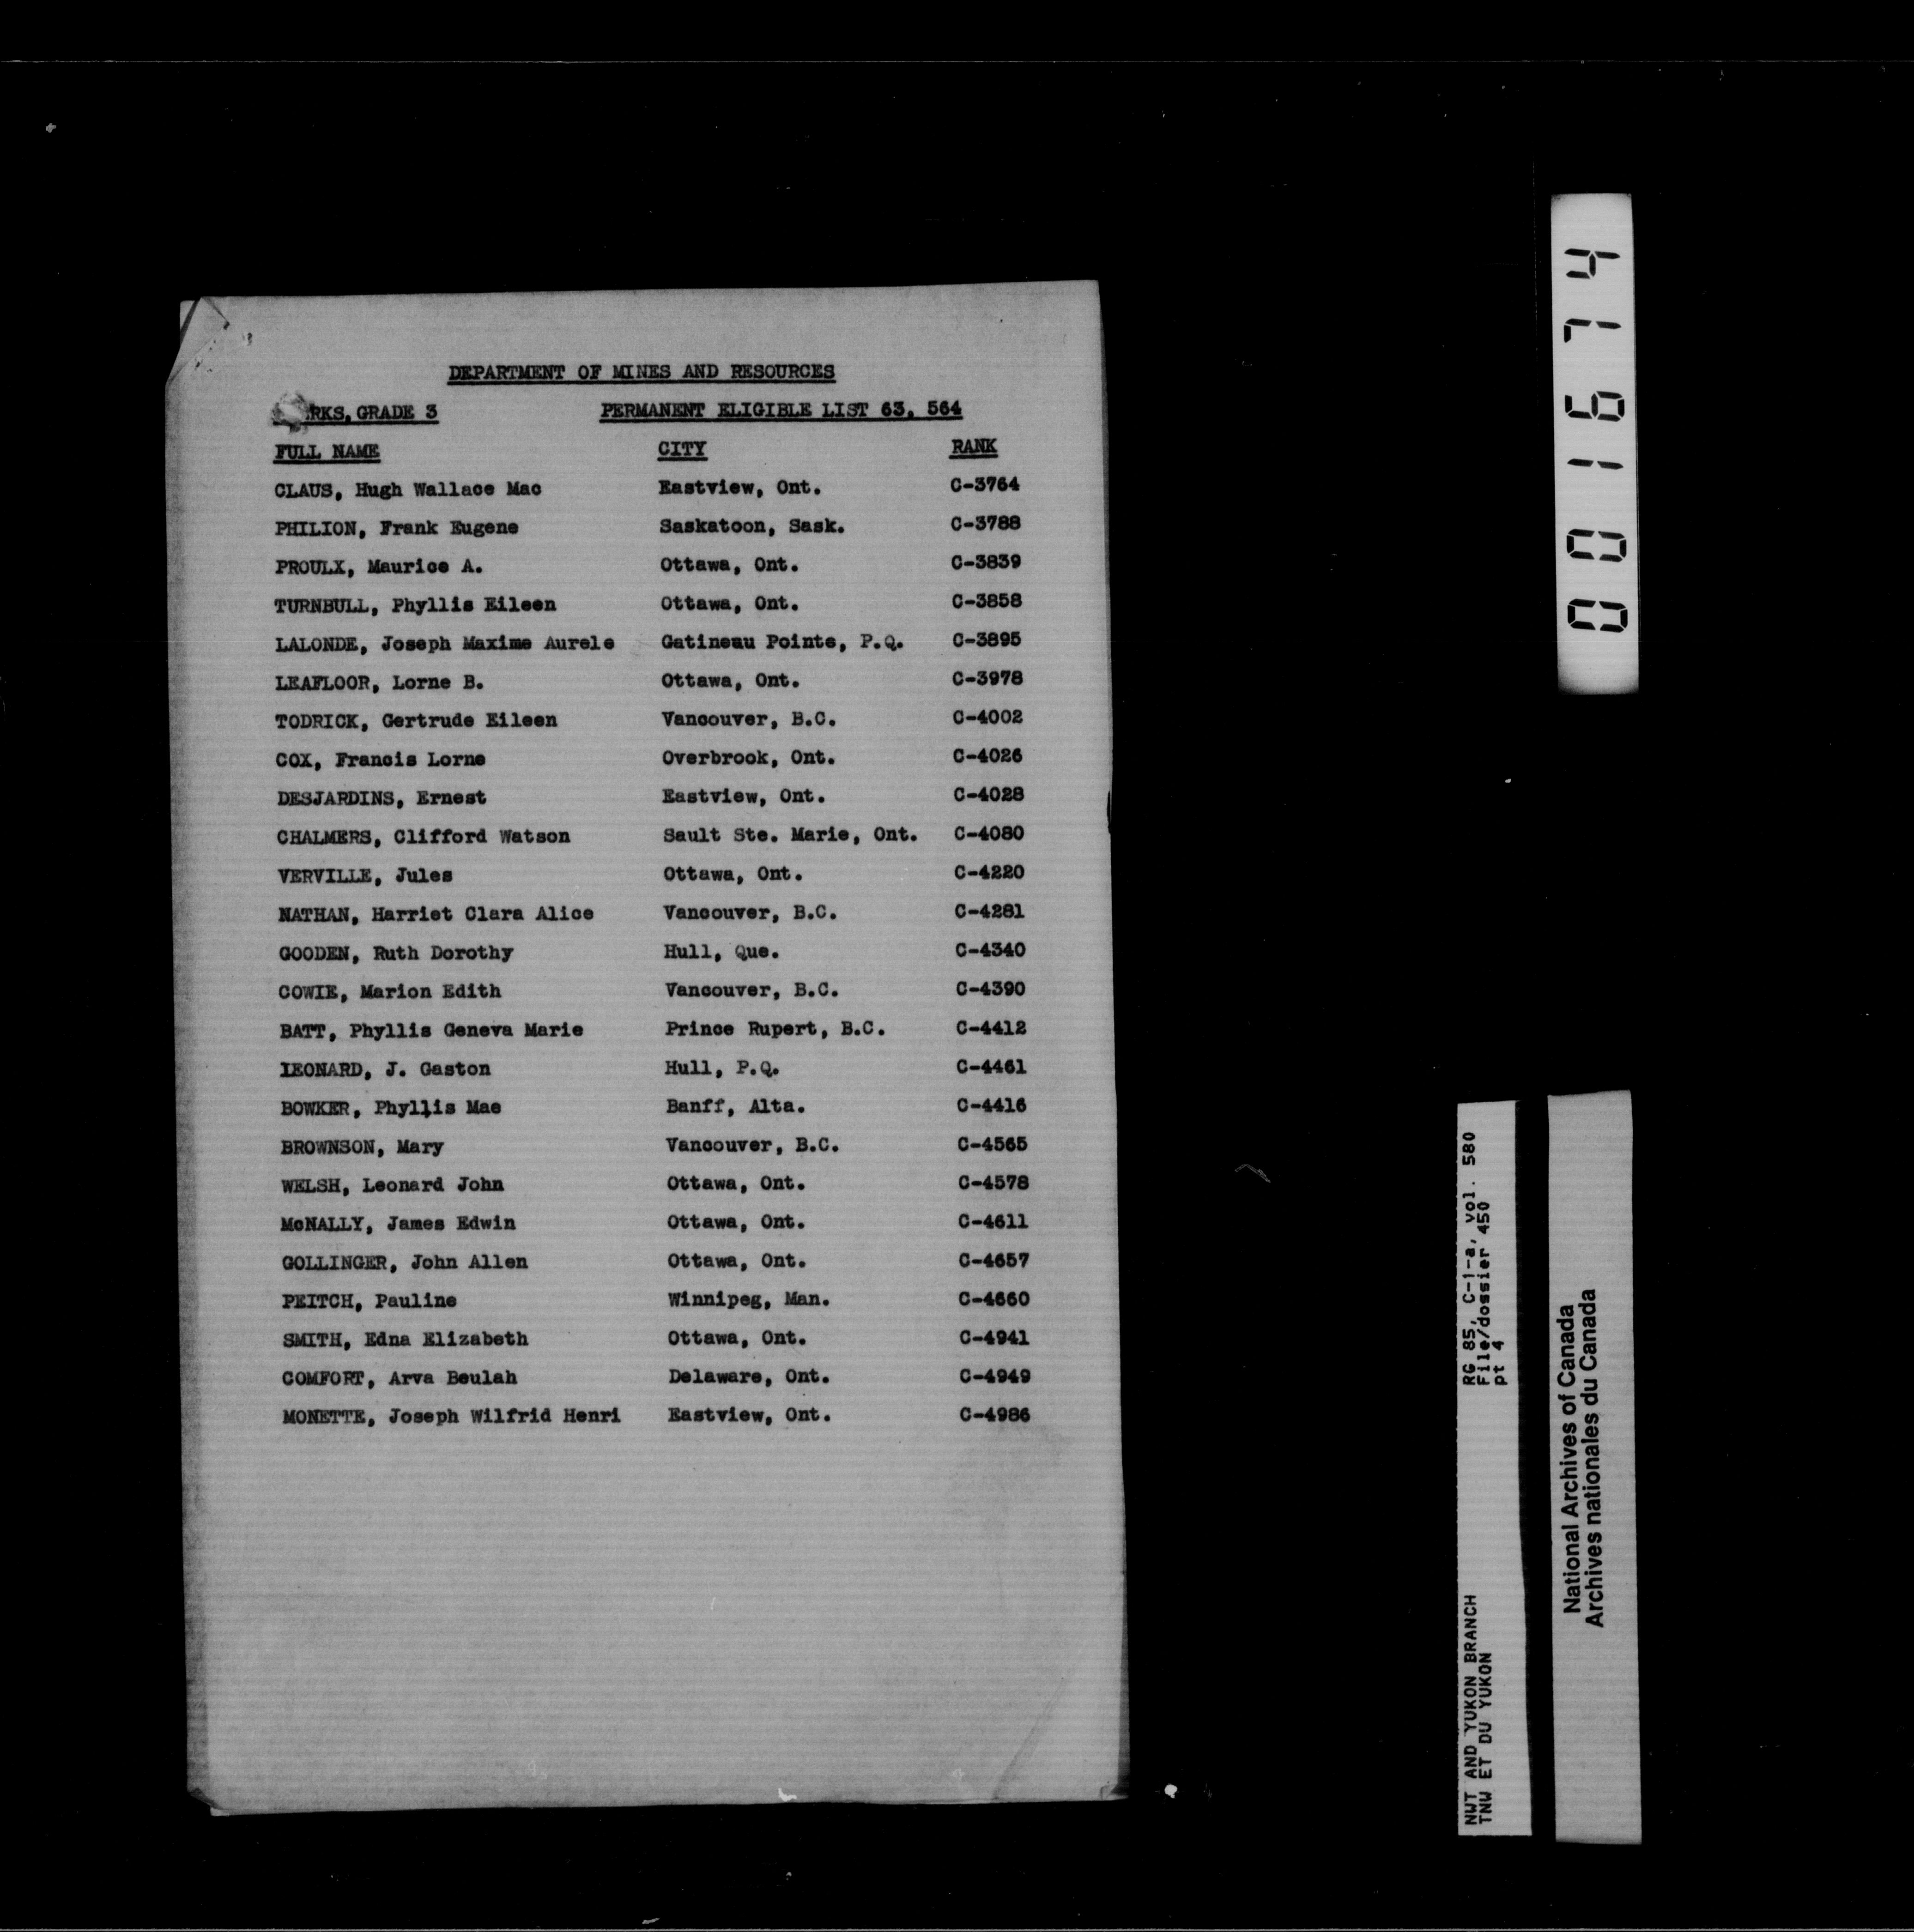 DEPARTMENT OF MINES AND RESOURCES
RKS, GRADE 3 PERMANENT ELIGIBLE LIST 63, 564
FULL NAME CITY RANK
CLAUS, Hugh Wallace Mac Eastview, Ont. C-3764
PHILION, Frank Eugene Saskatoon, Sask. C-3788
PROULX, Maurice A. Ottawa, Ont. C-3839
TURNBULL, Phyllis Eileen Ottawa, Ont. C-3858
LALONDE, Joseph Maxime Aurele Gatineau Pointe, P.Q. C-3895
LEAFLOOR, Lorne B. Ottawa, Ont. C-3978
TODRICK, Gertrude Eileen Vancouver, B.C. C-4002
COX, Francis Lorne Overbrook, Ont. C-4026
DESJARDINS, Ernest Eastview, Ont. C-4028
CHALMERS, Clifford Watson Sault Ste. Marie, Ont. C-4080
VERVILLE, Jules Ottawa, Ont. C-4220
NATHAN, Harriet Clara Alice Vancouver, B.C. C-4281
GOODEN, Ruth Dorothy Hull, Que. C-4340
COWIE, Marion Edith Vancouver, B.C. C-4390
BATT, Phyllis Geneva Marie Prince Rupert, B.C. C-4412
LEONARD, J. Gaston Hull, P.Q. C-4461
BOWKER, Phyllis Mae Banff, Alta. C-4416
BROWNSON, Mary Vancouver, B.C. C-4565
WELSH, Leonard John Ottawa, Ont. C-4578
McNALLY, James Edwin Ottawa, Ont. C-4611
GOLLINGER, John Allen Ottawa, Ont. C-4657
PEITCH, Pauline Winnipeg, Man. C-4660
SMITH, Edna Elizabeth Ottawa, Ont. C-4941
COMFORT, Arva Beulah Delaware, Ont. C-4949
MONETTE, Joseph Wilfrid Henri Eastview, Ont. C-4986
001674
RG 85, C-1-a, vol. 580
File/dossier 450
pt 4
NWT AND YUKON BRANCH
TNW ET DU YUKON
National Archives of Canada
Archives nationales du Canada